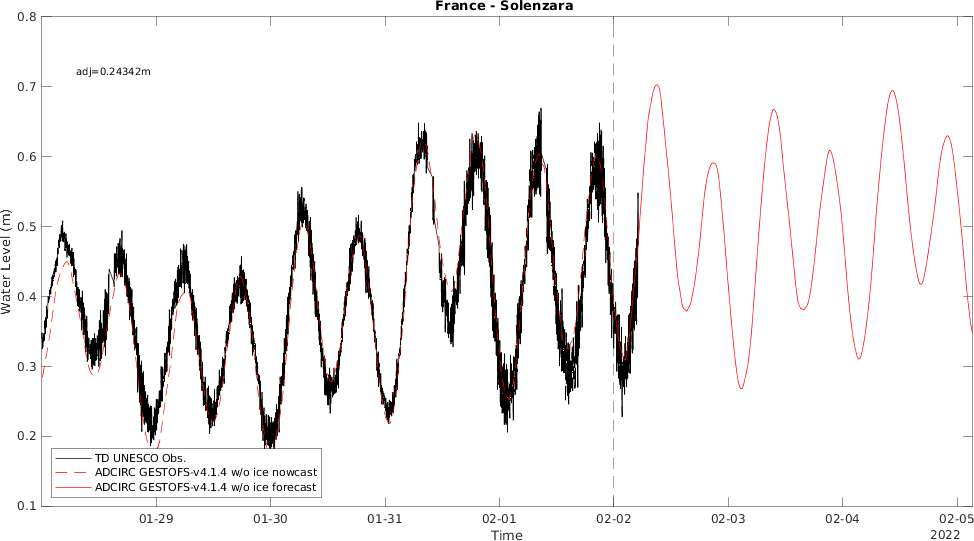 France - Solenzara
0.8
adj=0.24342m
0.7
0.6
0.5
0.4
0.3
0.2
0.1
Water Level (m)
TD UNESCO Obs.
ADCIRC GESTOFS-v4.1.4 w/o ice nowcast
ADCIRC GESTOFS-v4.1.4 w/o ice forecast
01-29 01-30 01-31 02-01 02-02 02-03 02-04 02-05
Time
2022